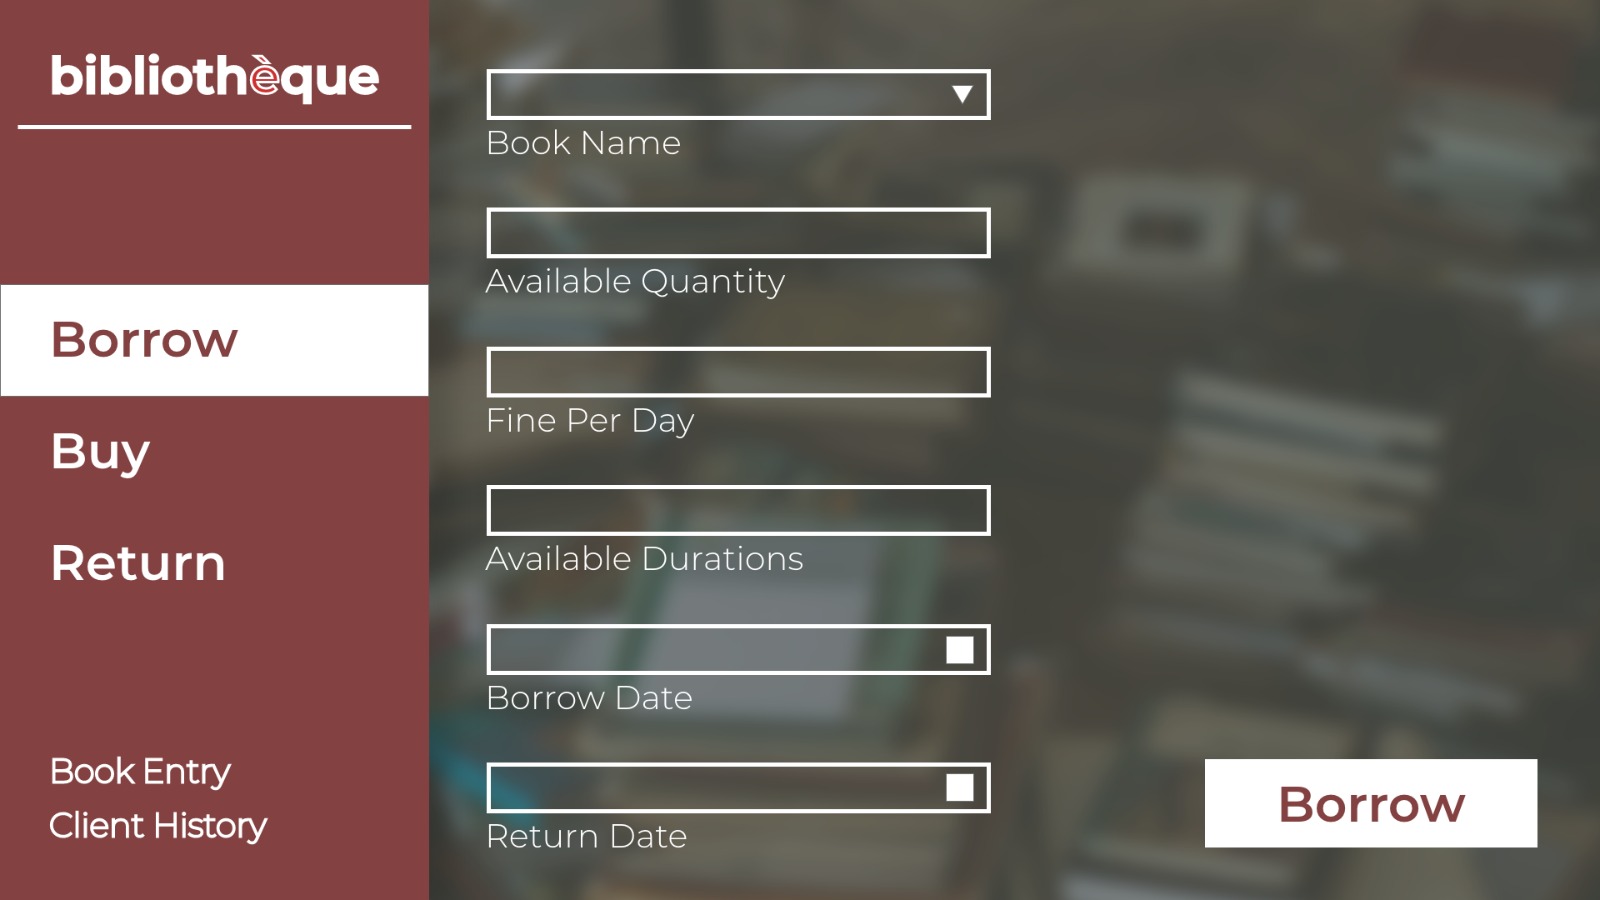 bibliothèque
Borrow
Buy
Return
Book Entry
Client History
Book Name
Available Quantity
Fine Per Day
Available Durations
Borrow Date
Return Date
Borrow